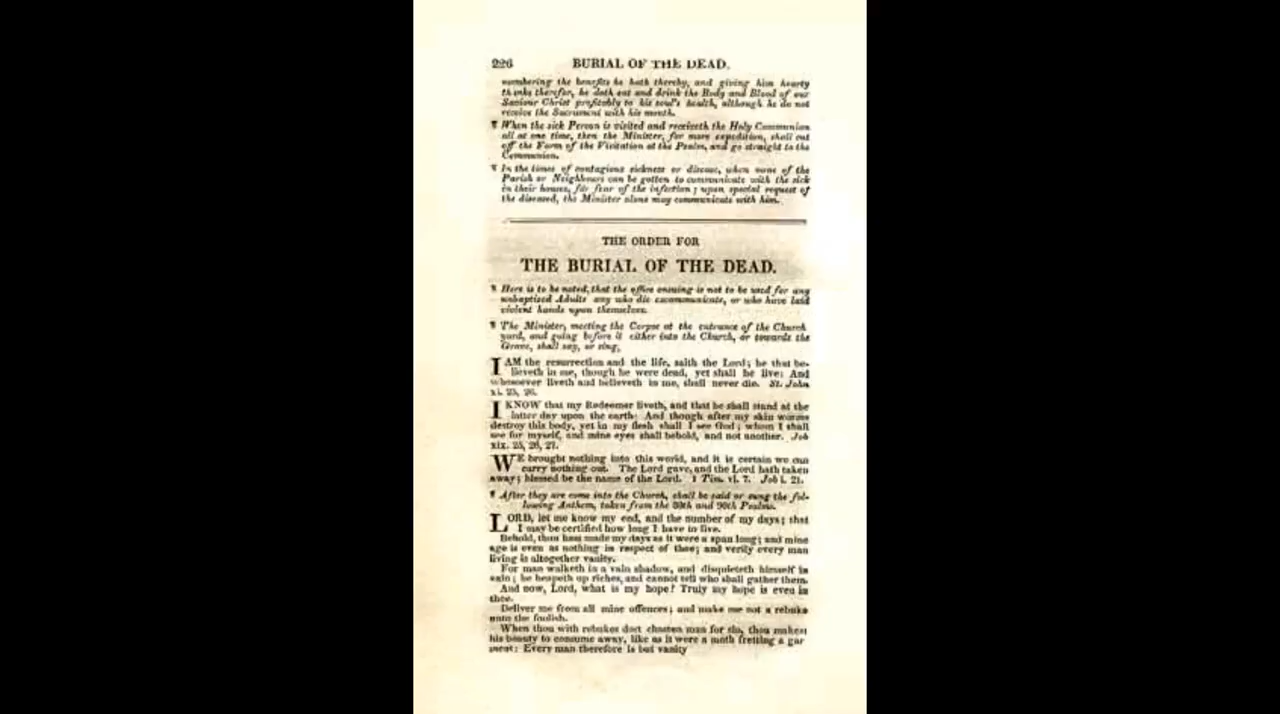 226 BURIAL OF THE DEAD.
membering the benefits he hath thereby, and giving him hearty
thanks therefor, he doth eat and drink the Body and Blood of our
Saviour Christ profitably to his soul's health, although he do not
receive the Sacrament with his mouth.
¶ When the sick Person is visited and receiveth the Holy Communion
all at one time, then the Minister, for more expedition, shall cut
off the Form of the Visitation at the Psalm, and go straight to the
Communion.
¶ In the times of contagious sickness or disease, when none of the
Parish or Neighbours can be gotten to communicate with the sick
in their houses, for fear of the infection; upon special request of
the diseased, the Minister alone may communicate with him.
THE ORDER FOR
THE BURIAL OF THE DEAD.
¶ Here is to be noted, that the office ensuing is not to be used for any
unbaptized Adults any who die excommunicate, or who have laid
violent hands upon themselves.
¶ The Minister, meeting the Corpse at the entrance of the Church
yard, and going before it either into the Church, or towards the
Grave, shall say, or sing,
I AM the resurrection and the life, saith the Lord; he that be-
lieveth in me, though he were dead, yet shall he live: And
whosoever liveth and believeth in me, shall never die. St. John
xi. 25, 26.
I KNOW that my Redeemer liveth, and that he shall stand at the
latter day upon the earth: And though after my skin worms
destroy this body, yet in my flesh shall I see God; whom I shall
see for myself, and mine eyes shall behold, and not another. Job
xix. 25, 26, 27.
WE brought nothing into this world, and it is certain we can
carry nothing out. The Lord gave, and the Lord hath taken
away; blessed be the name of the Lord. 1 Tim. vi. 7. Job i. 21.
¶ After they are come into the Church, shall be said or sung the fol-
lowing Anthem, taken from the 39th and 90th Psalms.
LORD, let me know my end, and the number of my days; that
I may be certified how long I have to live.
Behold, thou hast made my days as it were a span long; and mine
age is even as nothing in respect of thee; and verily every man
living is altogether vanity.
For man walketh in a vain shadow, and disquieteth himself in
vain; he heapeth up riches, and cannot tell who shall gather them.
And now, Lord, what is my hope? Truly my hope is even in
thee.
Deliver me from all mine offences; and make me not a rebuke
unto the foolish.
When thou with rebukes dost chasten man for sin, thou makest
his beauty to consume away, like as it were a moth fretting a gar
ment: Every man therefore is but vanity